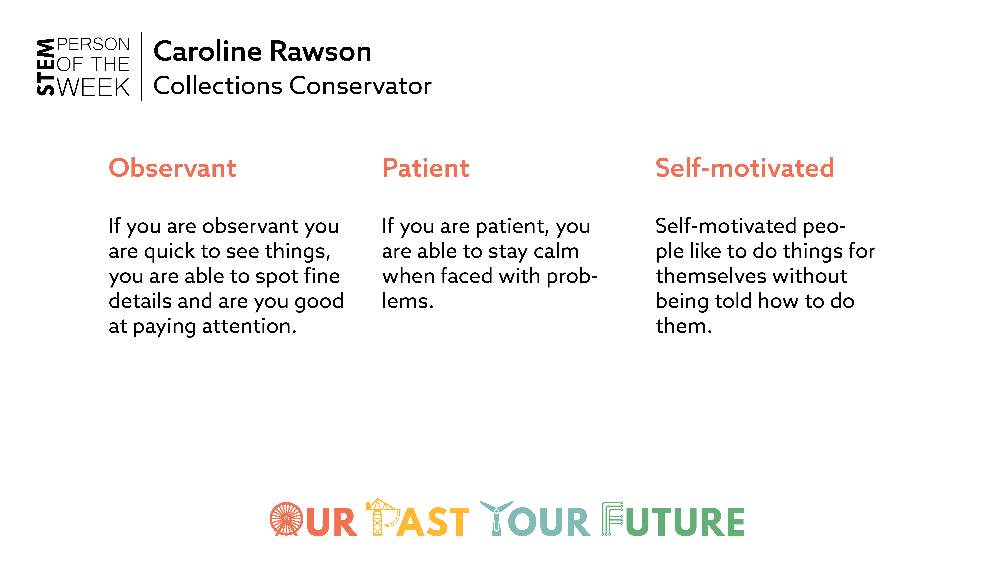 STEM
PERSON
OF THE
WEEK
Caroline Rawson
Collections Conservator
Observant
If you are observant you
are quick to see things,
you are able to spot fine
details and are you good
at paying attention.
Patient
If you are patient, you
are able to stay calm
when faced with prob-
lems.
Self-motivated
Self-motivated peo-
ple like to do things for
themselves without
being told how to do
them.
OUR PAST YOUR FUTURE